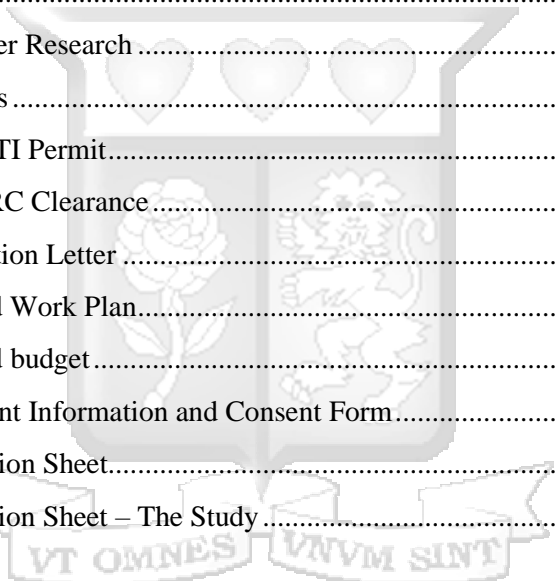 ............................................................
er Research ............................................................
s ............................................................
TI Permit............................................................
RC Clearance............................................................
tion Letter ............................................................
d Work Plan............................................................
d budget ............................................................
nt Information and Consent Form............................................................
ion Sheet............................................................
ion Sheet – The Study ............................................................
VT OMNES VNVM SINT